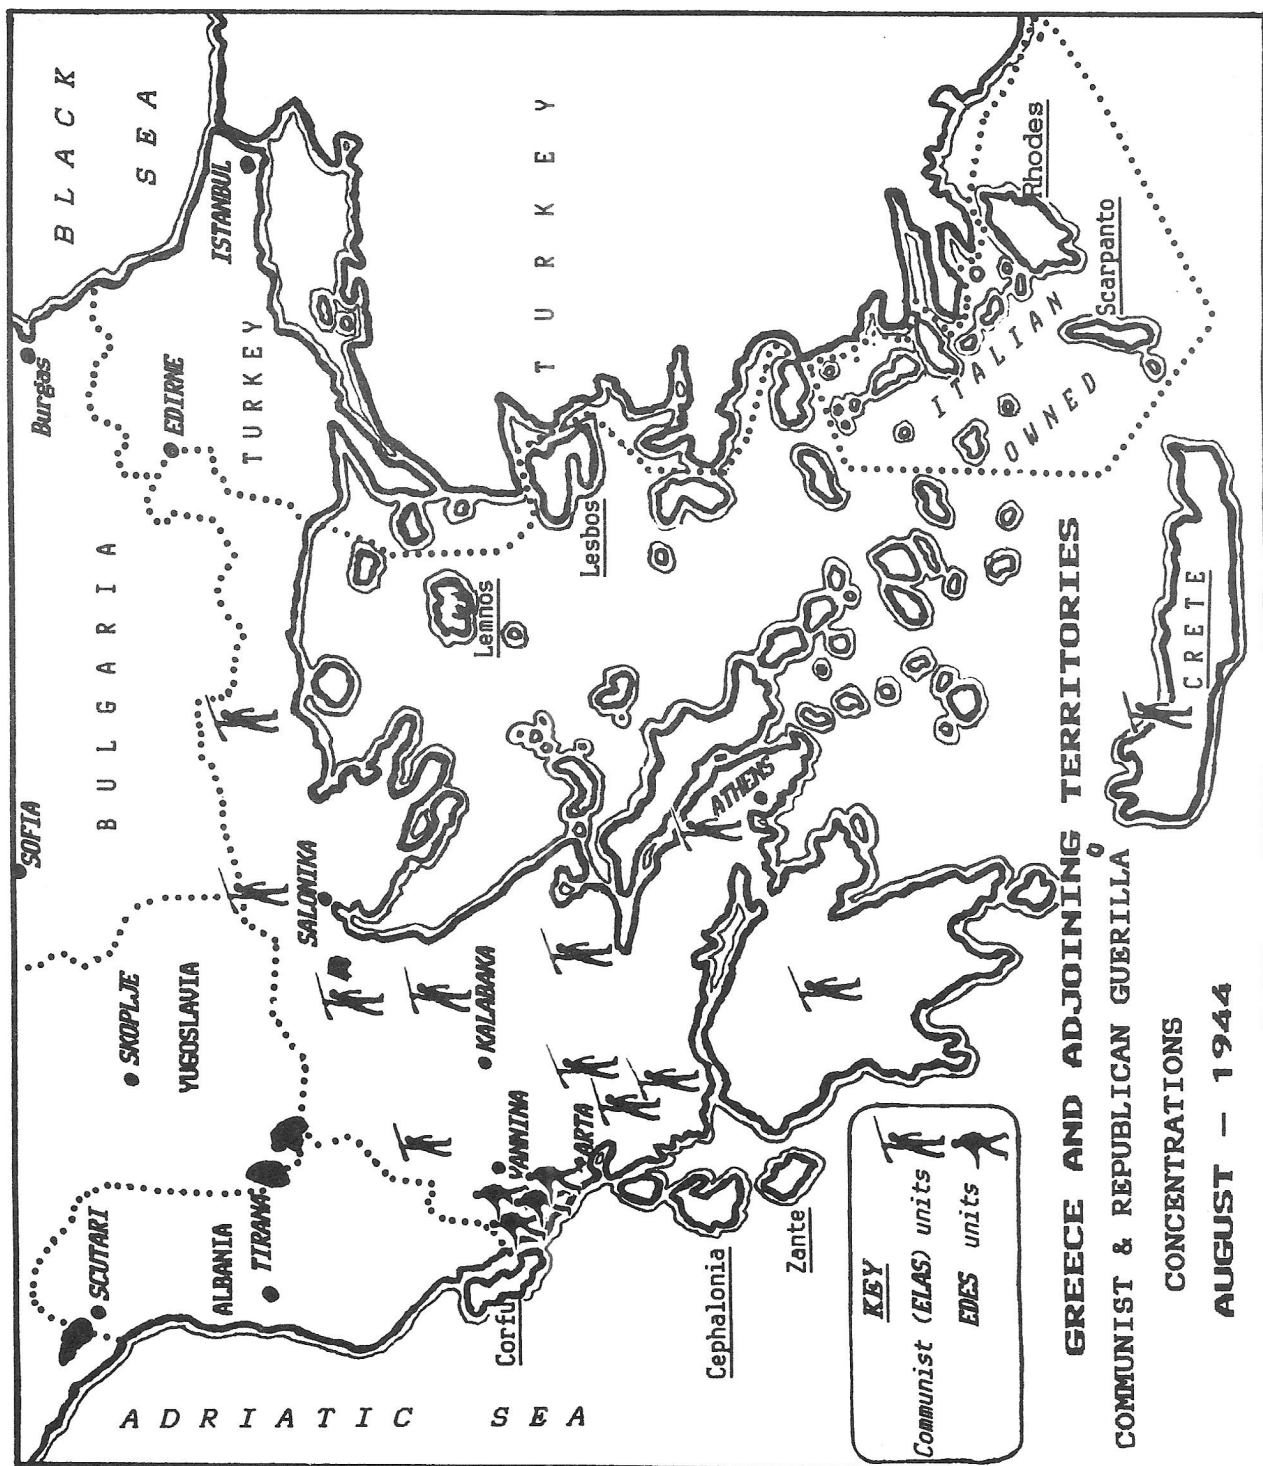 BLACK
SEA
ISTANBUL
Burgas
EDIRNE
TURKEY
TURKEY
BULGARIA
SOFIA
SKOPLJE
YUGOSLAVIA
SCUTARI
ALBANIA
TIRANA
SALONIKA
KALABAKA
YANNINA
ARTA
Lemnos
Lesbos
ATHENS
Corfu
Cephalonia
Zante
ADRIATIC SEA
ITALIAN
OWNED
Rhodes
Scarpanto
CRETE
KEY
Communist (ELAS) units
EDES units
GREECE AND ADJOINING TERRITORIES
COMMUNIST & REPUBLICAN GUERILLA
CONCENTRATIONS
AUGUST — 1944